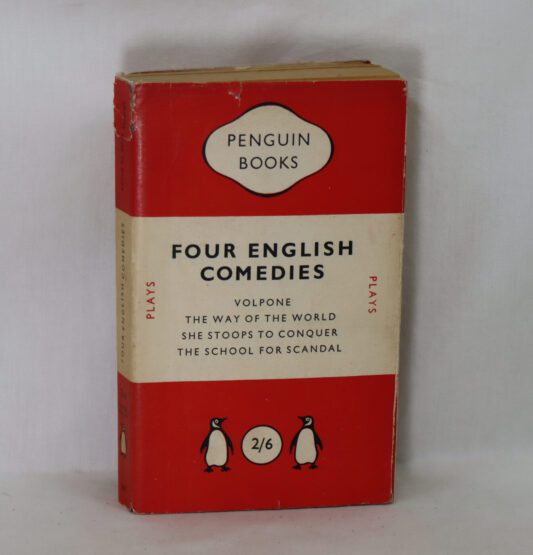 PENGUIN
BOOKS
FOUR ENGLISH
COMEDIES
PLAYS
VOLPONE
THE WAY OF THE WORLD
SHE STOOPS TO CONQUER
THE SCHOOL FOR SCANDAL
PLAYS
2/6
FOUR ENGLISH COMEDIES